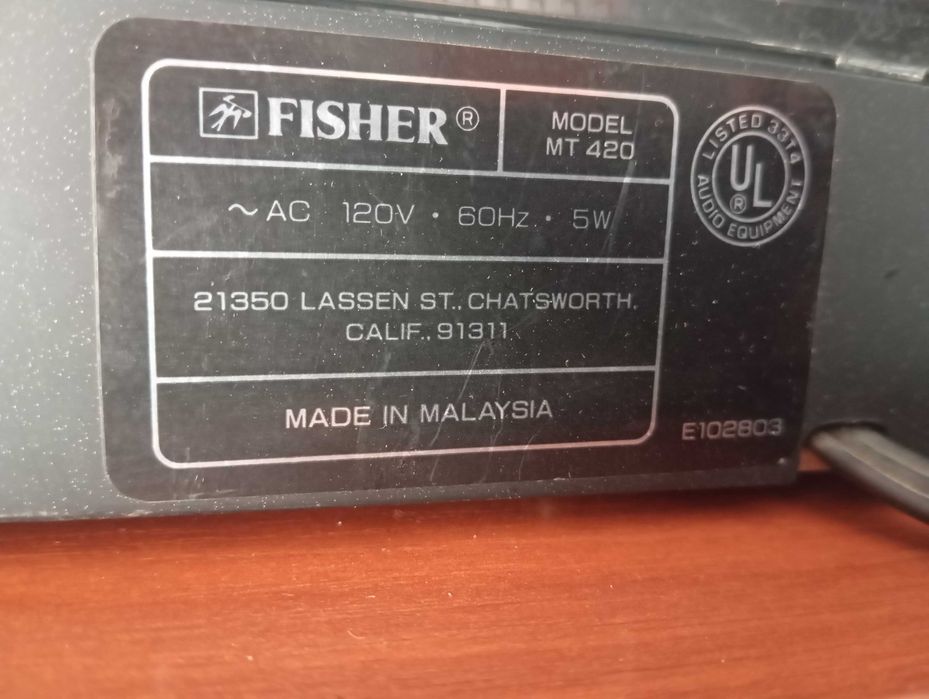 FISHER®
MODEL
MT 420
~ AC 120V · 60Hz · 5W
21350 LASSEN ST., CHATSWORTH,
CALIF., 91311
MADE IN MALAYSIA
LISTED 33T4
UL®
AUDIO EQUIPMENT
E102803